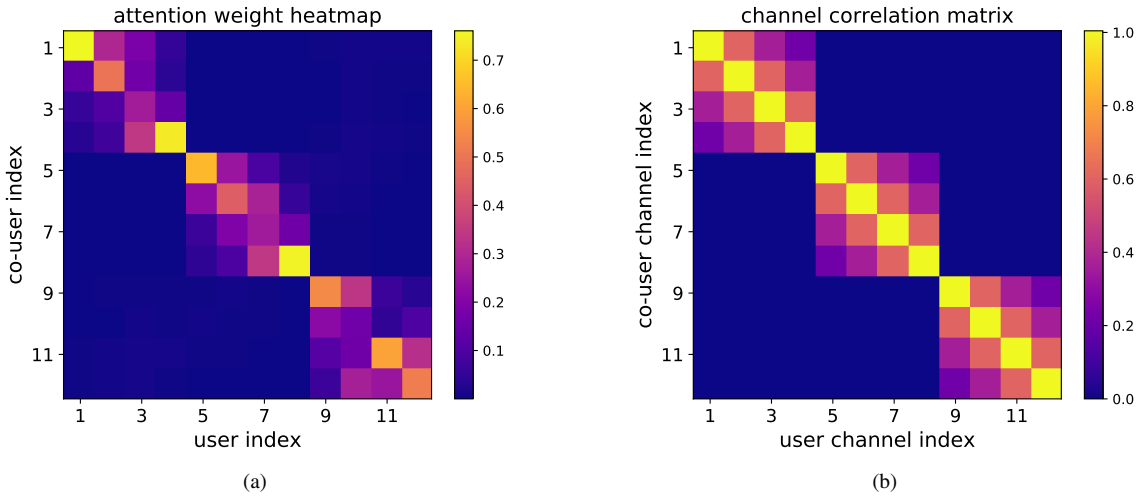 attention weight heatmap
1
3
5
7
9
11
co-user index
1 3 5 7 9 11
user index
0.7
0.6
0.5
0.4
0.3
0.2
0.1
(a)
channel correlation matrix
1
3
5
7
9
11
co-user channel index
1 3 5 7 9 11
user channel index
1.0
0.8
0.6
0.4
0.2
0.0
(b)